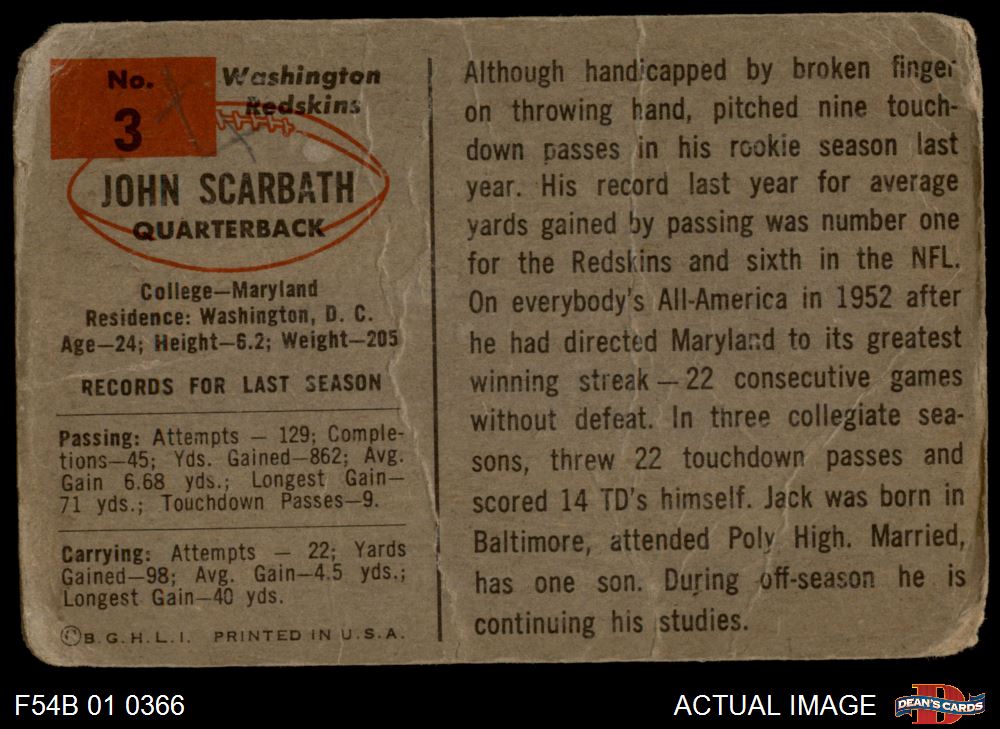 No.
3
Washington
Redskins
JOHN SCARBATH
QUARTERBACK
College—Maryland
Residence: Washington, D. C.
Age—24; Height—6.2; Weight—205
RECORDS FOR LAST SEASON
Passing: Attempts — 129; Comple-
tions—45; Yds. Gained—862; Avg.
Gain 6.68 yds.; Longest Gain—
71 yds.; Touchdown Passes—9.
Carrying: Attempts — 22; Yards
Gained—98; Avg. Gain—4.5 yds.;
Longest Gain—40 yds.
©B. G. H. L. I. PRINTED IN U. S. A.
Although handicapped by broken finger
on throwing hand, pitched nine touch-
down passes in his rookie season last
year. His record last year for average
yards gained by passing was number one
for the Redskins and sixth in the NFL.
On everybody's All-America in 1952 after
he had directed Maryland to its greatest
winning streak — 22 consecutive games
without defeat. In three collegiate sea-
sons, threw 22 touchdown passes and
scored 14 TD's himself. Jack was born in
Baltimore, attended Poly High. Married,
has one son. During off-season he is
continuing his studies.
F54B 01 0366
ACTUAL IMAGE
D
DEAN'S CARDS